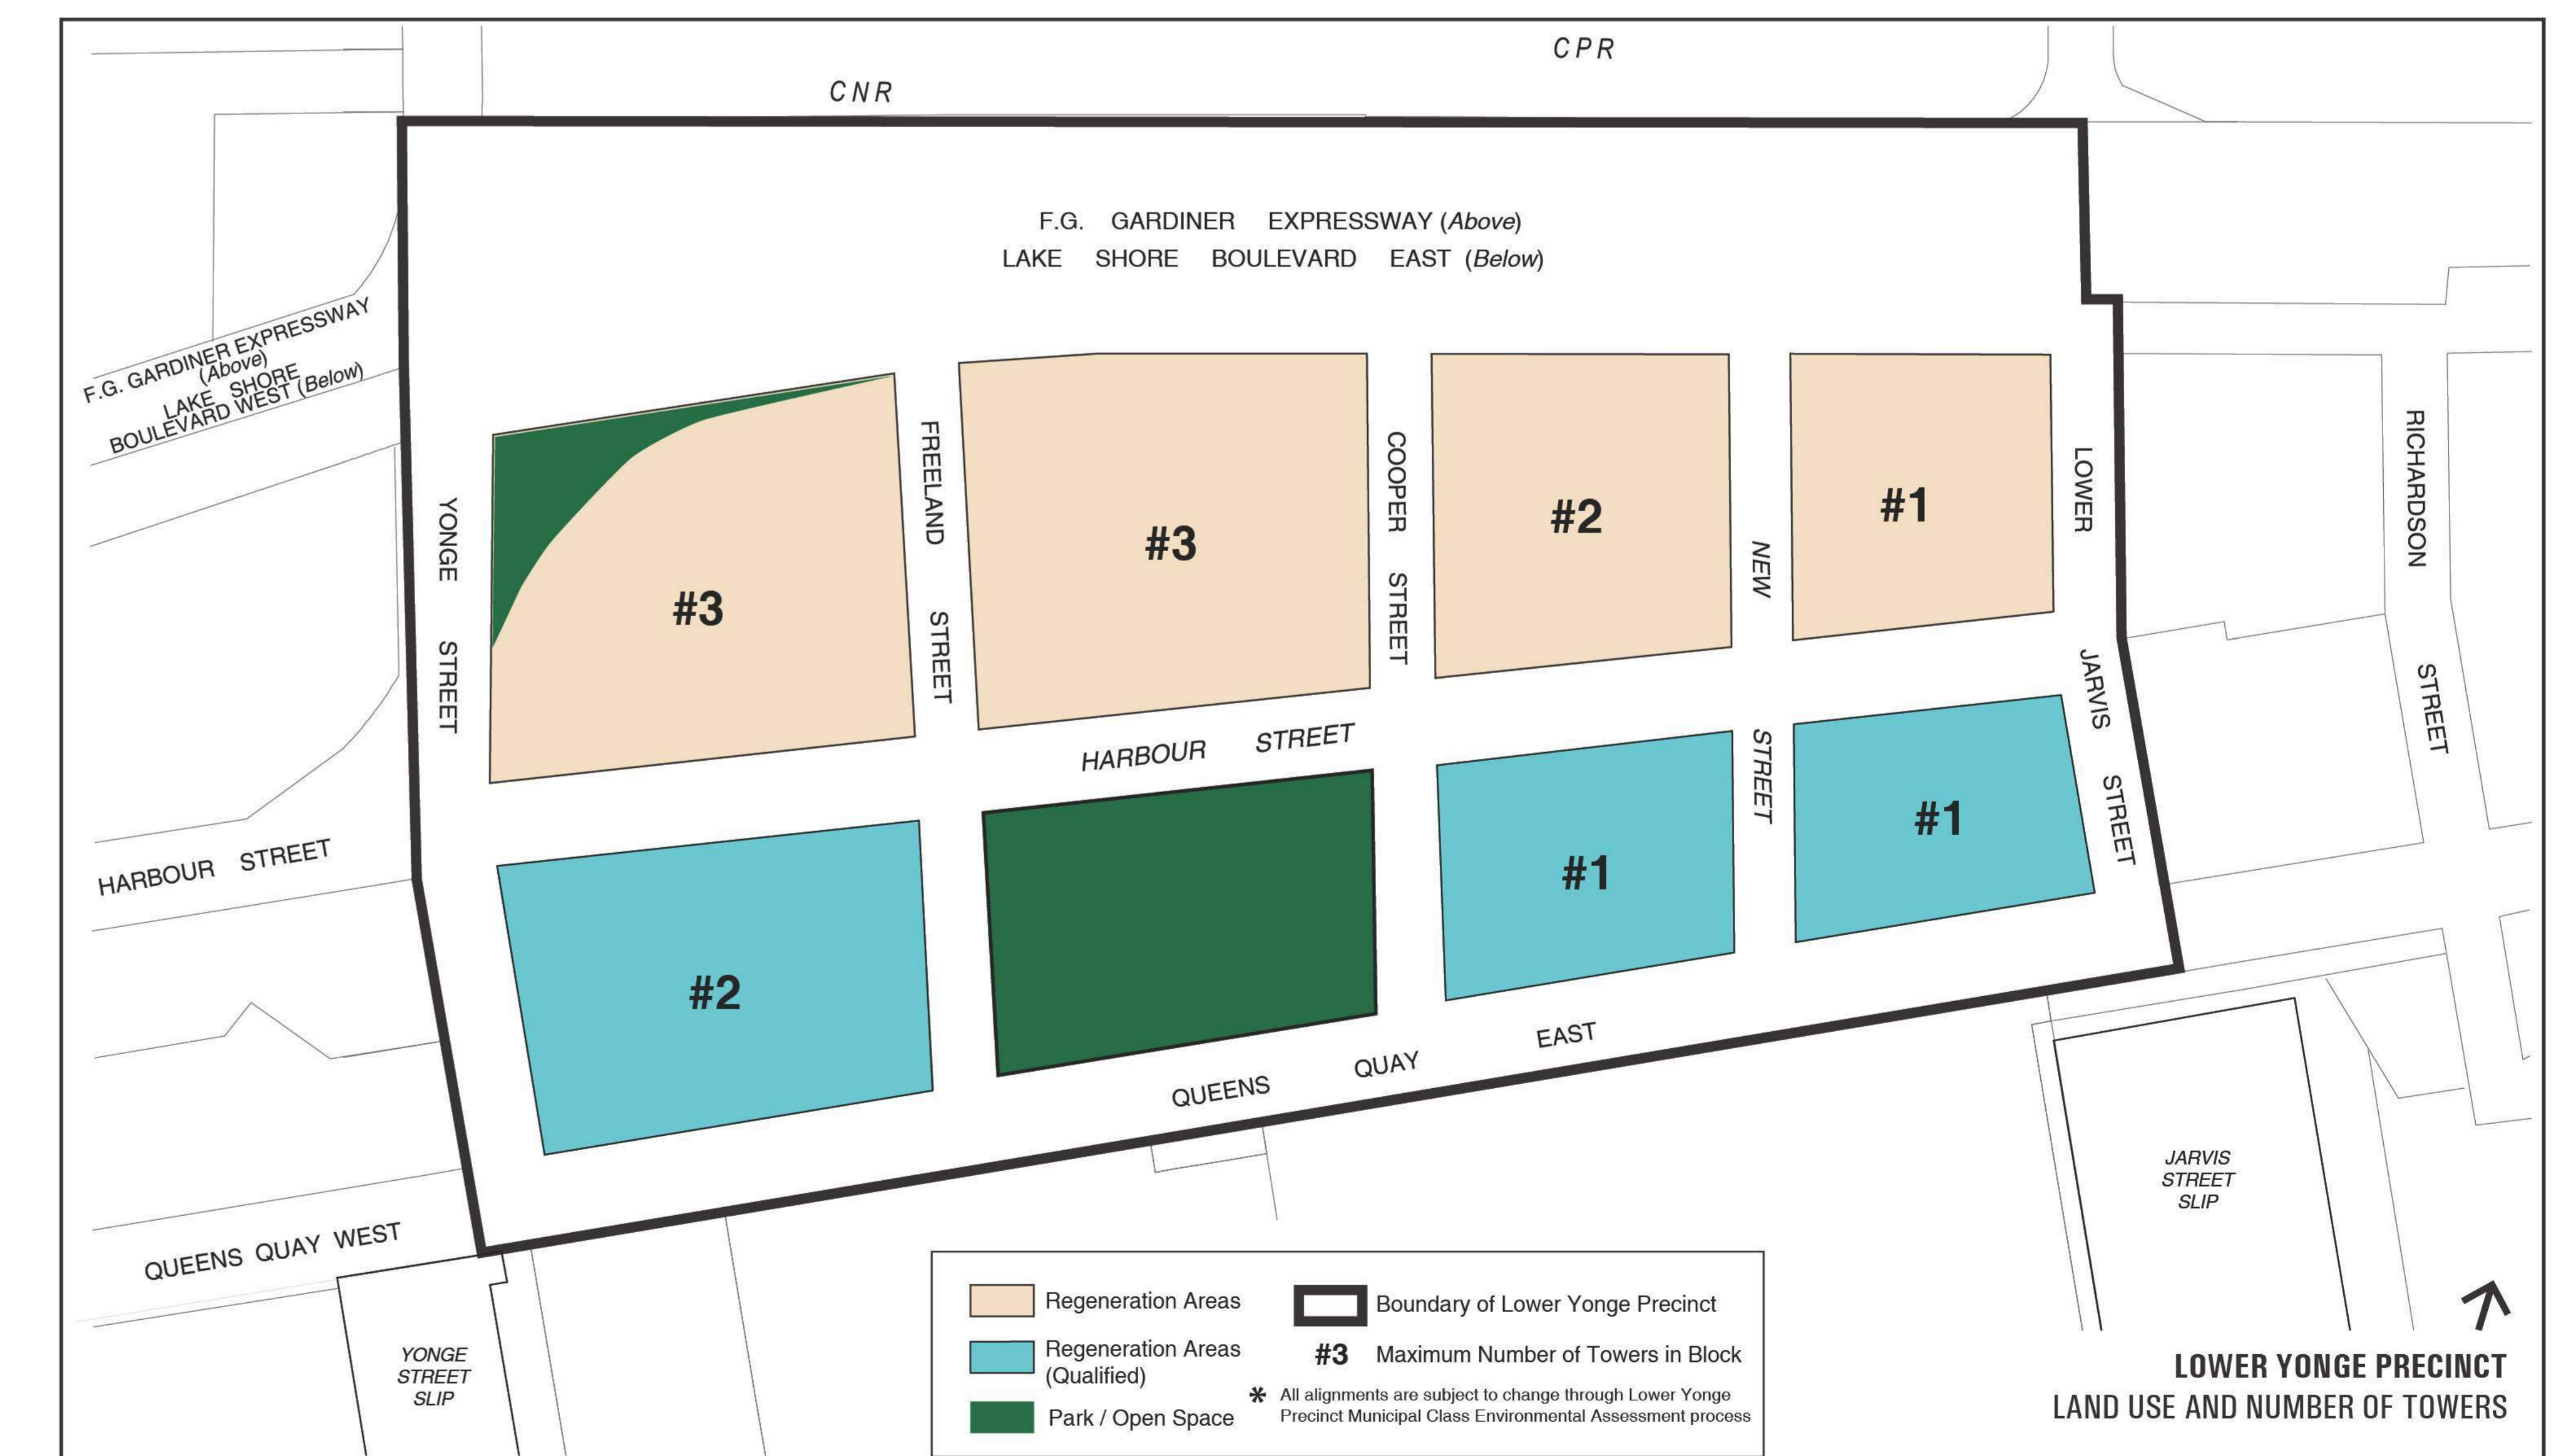 CPR
CNR
F.G. GARDINER EXPRESSWAY (Above)
LAKE SHORE BOULEVARD EAST (Below)
F.G. GARDINER EXPRESSWAY
(Above)
LAKE SHORE
BOULEVARD WEST (Below)
YONGE STREET
FREELAND STREET
COOPER STREET
NEW STREET
LOWER JARVIS STREET
RICHARDSON STREET
#3
#3
#2
#1
HARBOUR STREET
HARBOUR STREET
#2
#1
#1
QUEENS QUAY EAST
QUEENS QUAY WEST
YONGE
STREET
SLIP
JARVIS
STREET
SLIP
Regeneration Areas
Regeneration Areas
(Qualified)
Park / Open Space
Boundary of Lower Yonge Precinct
#3 Maximum Number of Towers in Block
* All alignments are subject to change through Lower Yonge
Precinct Municipal Class Environmental Assessment process
LOWER YONGE PRECINCT
LAND USE AND NUMBER OF TOWERS